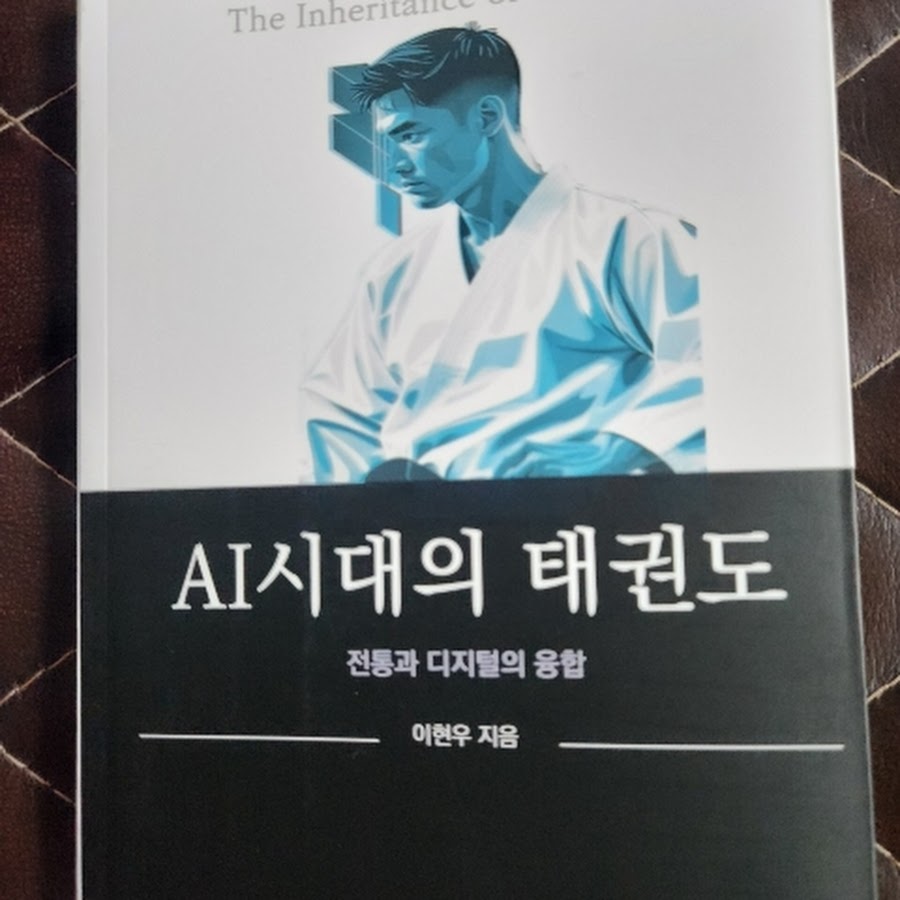 The Inheritance of
AI시대의 태권도
전통과 디지털의 융합
이현우 지음